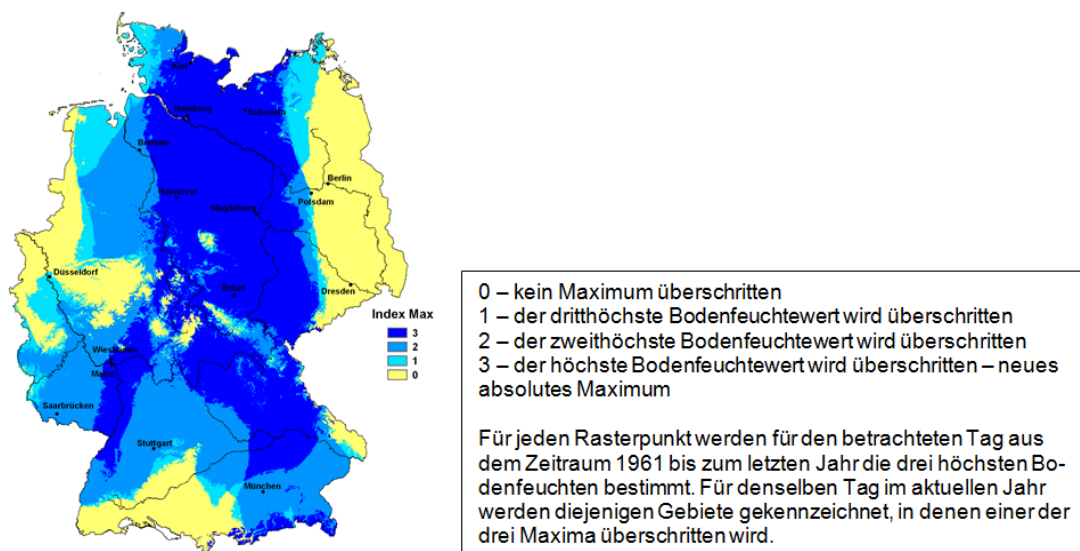 Kiel
Hamburg
Schwerin
Bremen
Berlin
Hannover
Potsdam
Magdeburg
Düsseldorf
Erfurt
Dresden
Index Max
3
2
1
0
Wiesbaden
Mainz
Saarbrücken
Stuttgart
München
0 – kein Maximum überschritten
1 – der dritthöchste Bodenfeuchtewert wird überschritten
2 – der zweithöchste Bodenfeuchtewert wird überschritten
3 – der höchste Bodenfeuchtewert wird überschritten – neues
absolutes Maximum
Für jeden Rasterpunkt werden für den betrachteten Tag aus
dem Zeitraum 1961 bis zum letzten Jahr die drei höchsten Bo-
denfeuchten bestimmt. Für denselben Tag im aktuellen Jahr
werden diejenigen Gebiete gekennzeichnet, in denen einer der
drei Maxima überschritten wird.